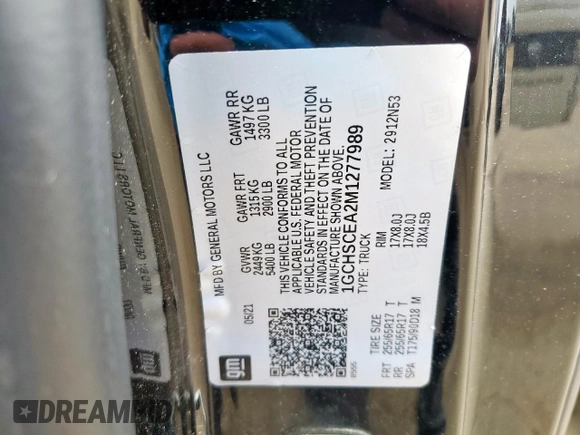 MFD BY GENERAL MOTORS LLC
gm
05/21
GVWR
2449 KG
5400 LB
GAWR FRT
1315 KG
2900 LB
GAWR RR
1497 KG
3300 LB
THIS VEHICLE CONFORMS TO ALL
APPLICABLE U.S. FEDERAL MOTOR
VEHICLE SAFETY AND THEFT PREVENTION
STANDARDS IN EFFECT ON THE DATE OF
MANUFACTURE SHOWN ABOVE.
1GCHSCEA2M1277989
TYPE: TRUCK
MODEL: 2912N53
TIRE SIZE
RIM
FRT 255/65R17 T 17X8.0J
RR 255/65R17 T 17X8.0J
SPA T175/90D18 M 18X4.5B
DREAMBID